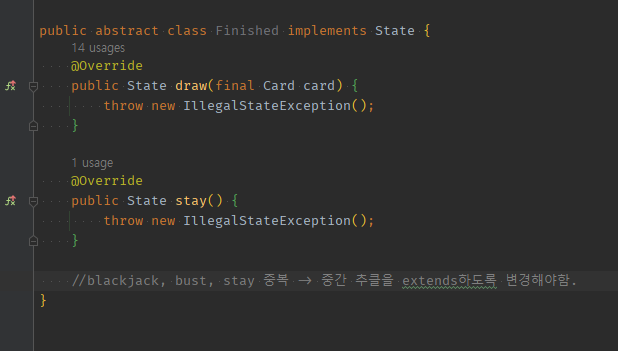 public abstract class Finished implements State {
14 usages
@Override
public State draw(final Card card) {
throw new IllegalStateException();
}
1 usage
@Override
public State stay() {
throw new IllegalStateException();
}
//blackjack, bust, stay 중복 -> 중간 추클을 extends하도록 변경해야함.
}